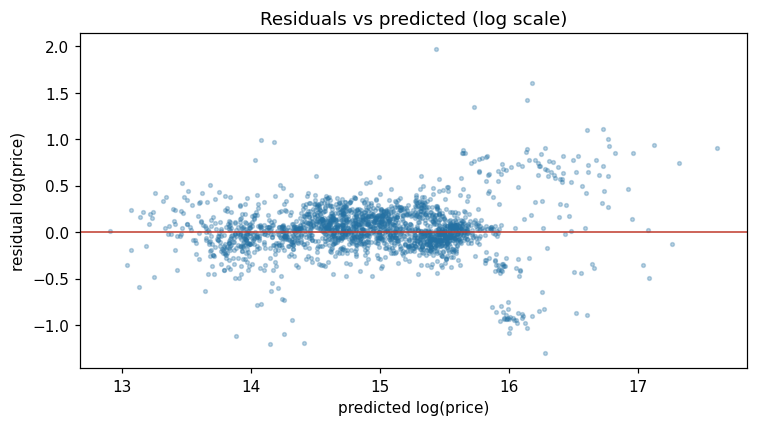 Residuals vs predicted (log scale)
residual log(price)
2.0
1.5
1.0
0.5
0.0
−0.5
−1.0
13 14 15 16 17
predicted log(price)